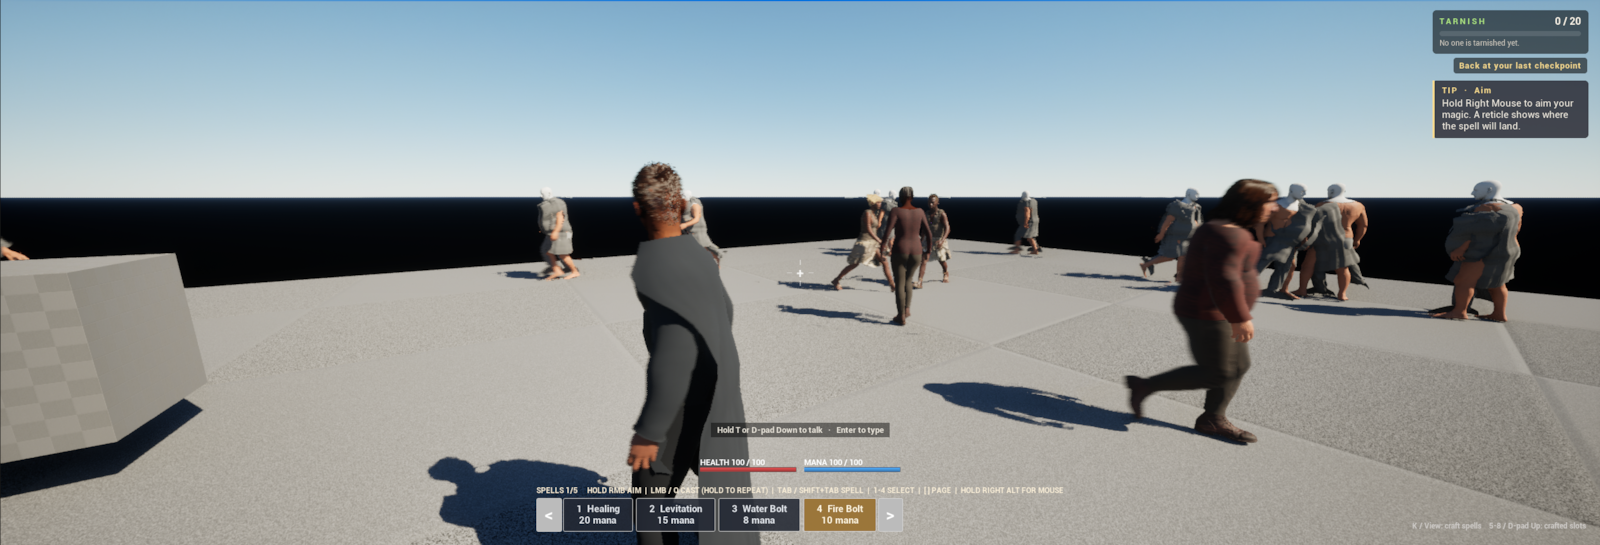 TARNISH 0 / 20
No one is tarnished yet.
Back at your last checkpoint
TIP · Aim
Hold Right Mouse to aim your
magic. A reticle shows where
the spell will land.
Hold T or D-pad Down to talk · Enter to type
HEALTH 100 / 100 MANA 100 / 100
SPELLS 1/5 HOLD RMB AIM | LMB / Q CAST (HOLD TO REPEAT) | TAB / SHIFT+TAB SPELL | 1-4 SELECT | [ ] PAGE | HOLD RIGHT ALT FOR MOUSE
< 1 Healing 2 Levitation 3 Water Bolt 4 Fire Bolt >
20 mana 15 mana 8 mana 10 mana
K / View: craft spells 5-8 / D-pad Up: crafted slots